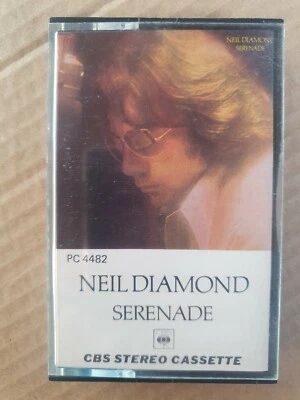 NEIL DIAMOND
SERENADE
PC 4482
NEIL DIAMOND
SERENADE
CBS STEREO CASSETTE